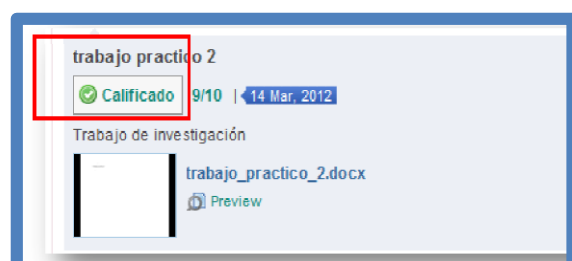 trabajo practico 2
Calificado 9/10 | 14 Mar, 2012
Trabajo de investigación
trabajo_practico_2.docx
Preview